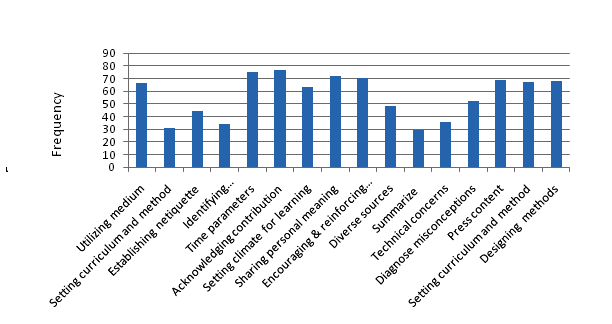 Frequency
90
80
70
60
50
40
30
20
10
0
Utilizing medium
Setting curriculum and method
Establishing netiquette
Identifying...
Time parameters
Acknowledging contribution
Setting climate for learning
Sharing personal meaning
Encouraging & reinforcing...
Diverse sources
Summarize
Technical concerns
Diagnose misconceptions
Press content
Setting curriculum and method
Designing methods